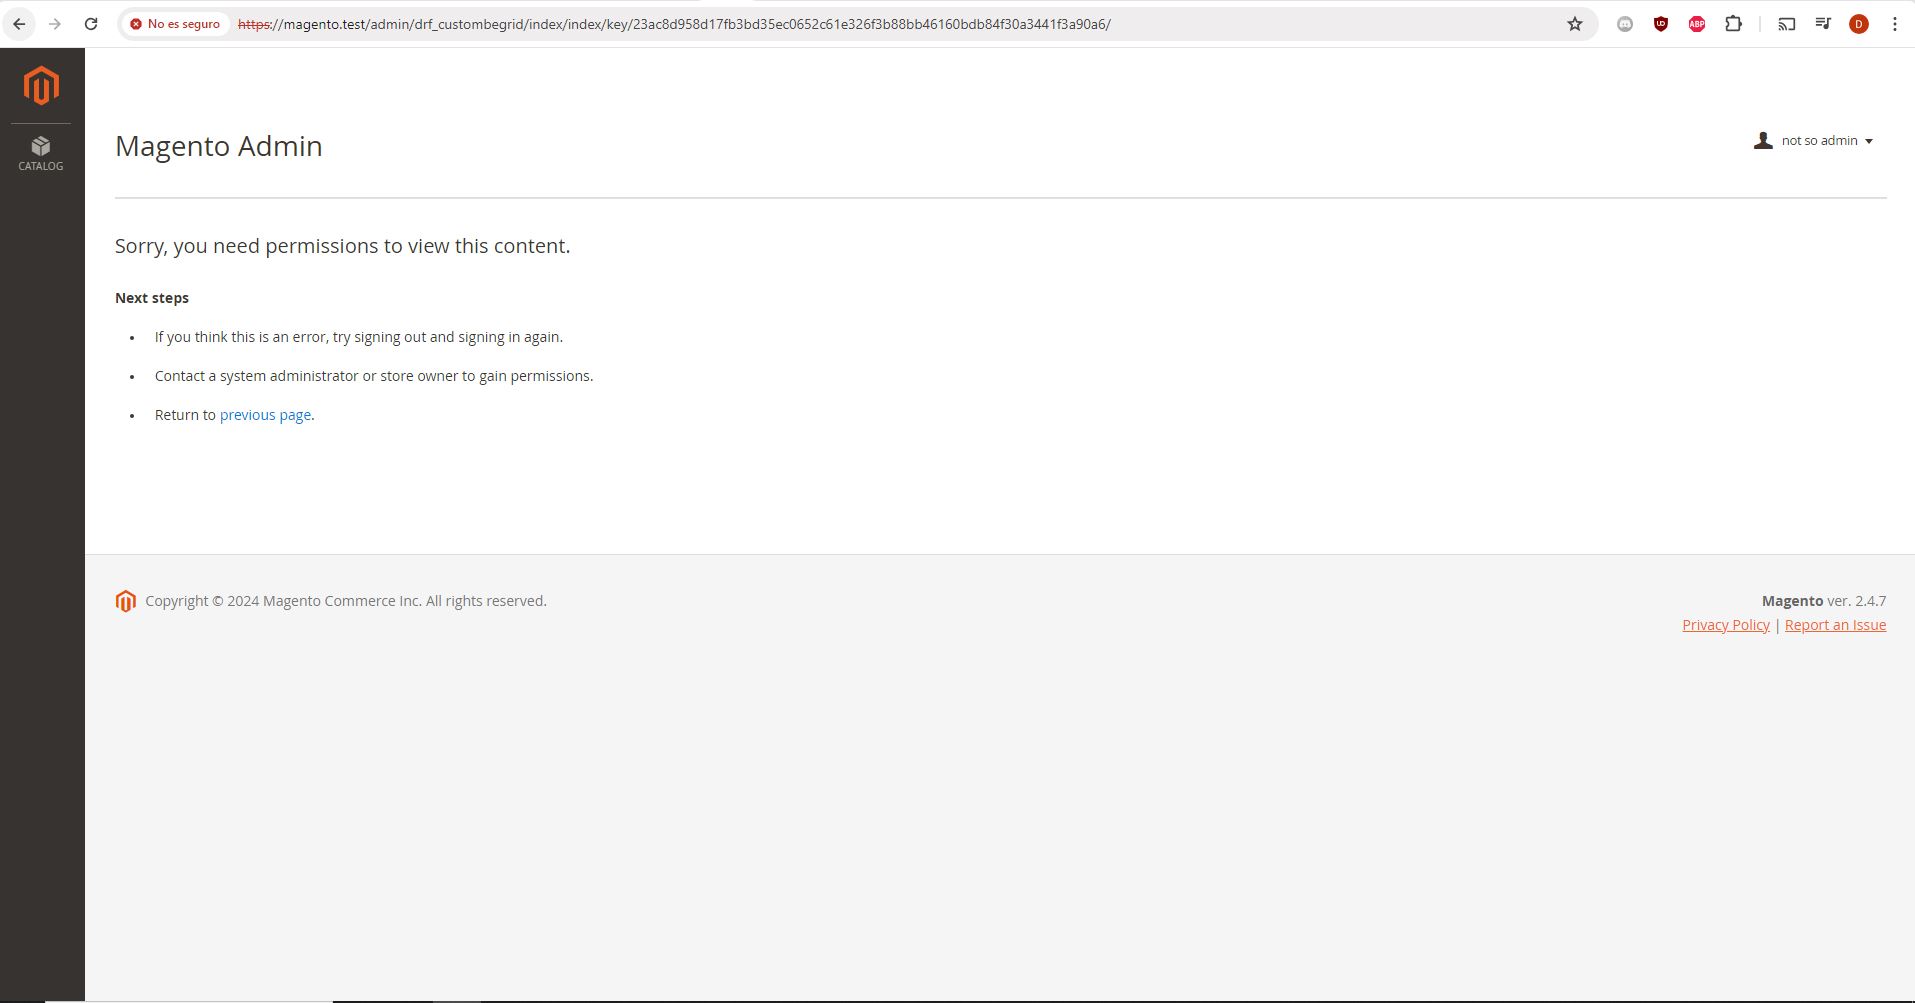 No es seguro https://magento.test/admin/drf_custombegrid/index/index/key/23ac8d958d17fb3bd35ec0652c61e326f3b88bb46160bdb84f30a3441f3a90a6/
UD
ABP
D
CATALOG
Magento Admin
not so admin
Sorry, you need permissions to view this content.
Next steps
• If you think this is an error, try signing out and signing in again.
• Contact a system administrator or store owner to gain permissions.
• Return to previous page.
Copyright © 2024 Magento Commerce Inc. All rights reserved.
Magento ver. 2.4.7
Privacy Policy | Report an Issue